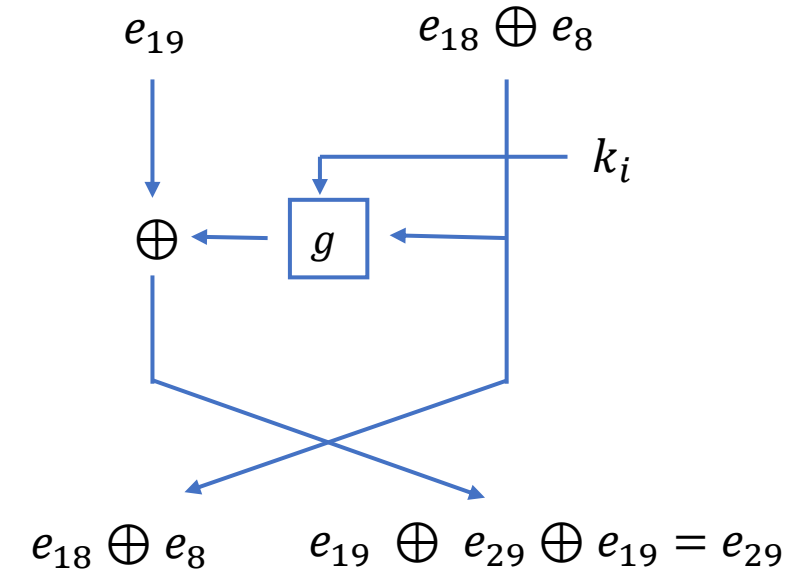 e₁₉ e₁₈ ⊕ e₈
kᵢ
⊕ g
e₁₈ ⊕ e₈ e₁₉ ⊕ e₂₉ ⊕ e₁₉ = e₂₉